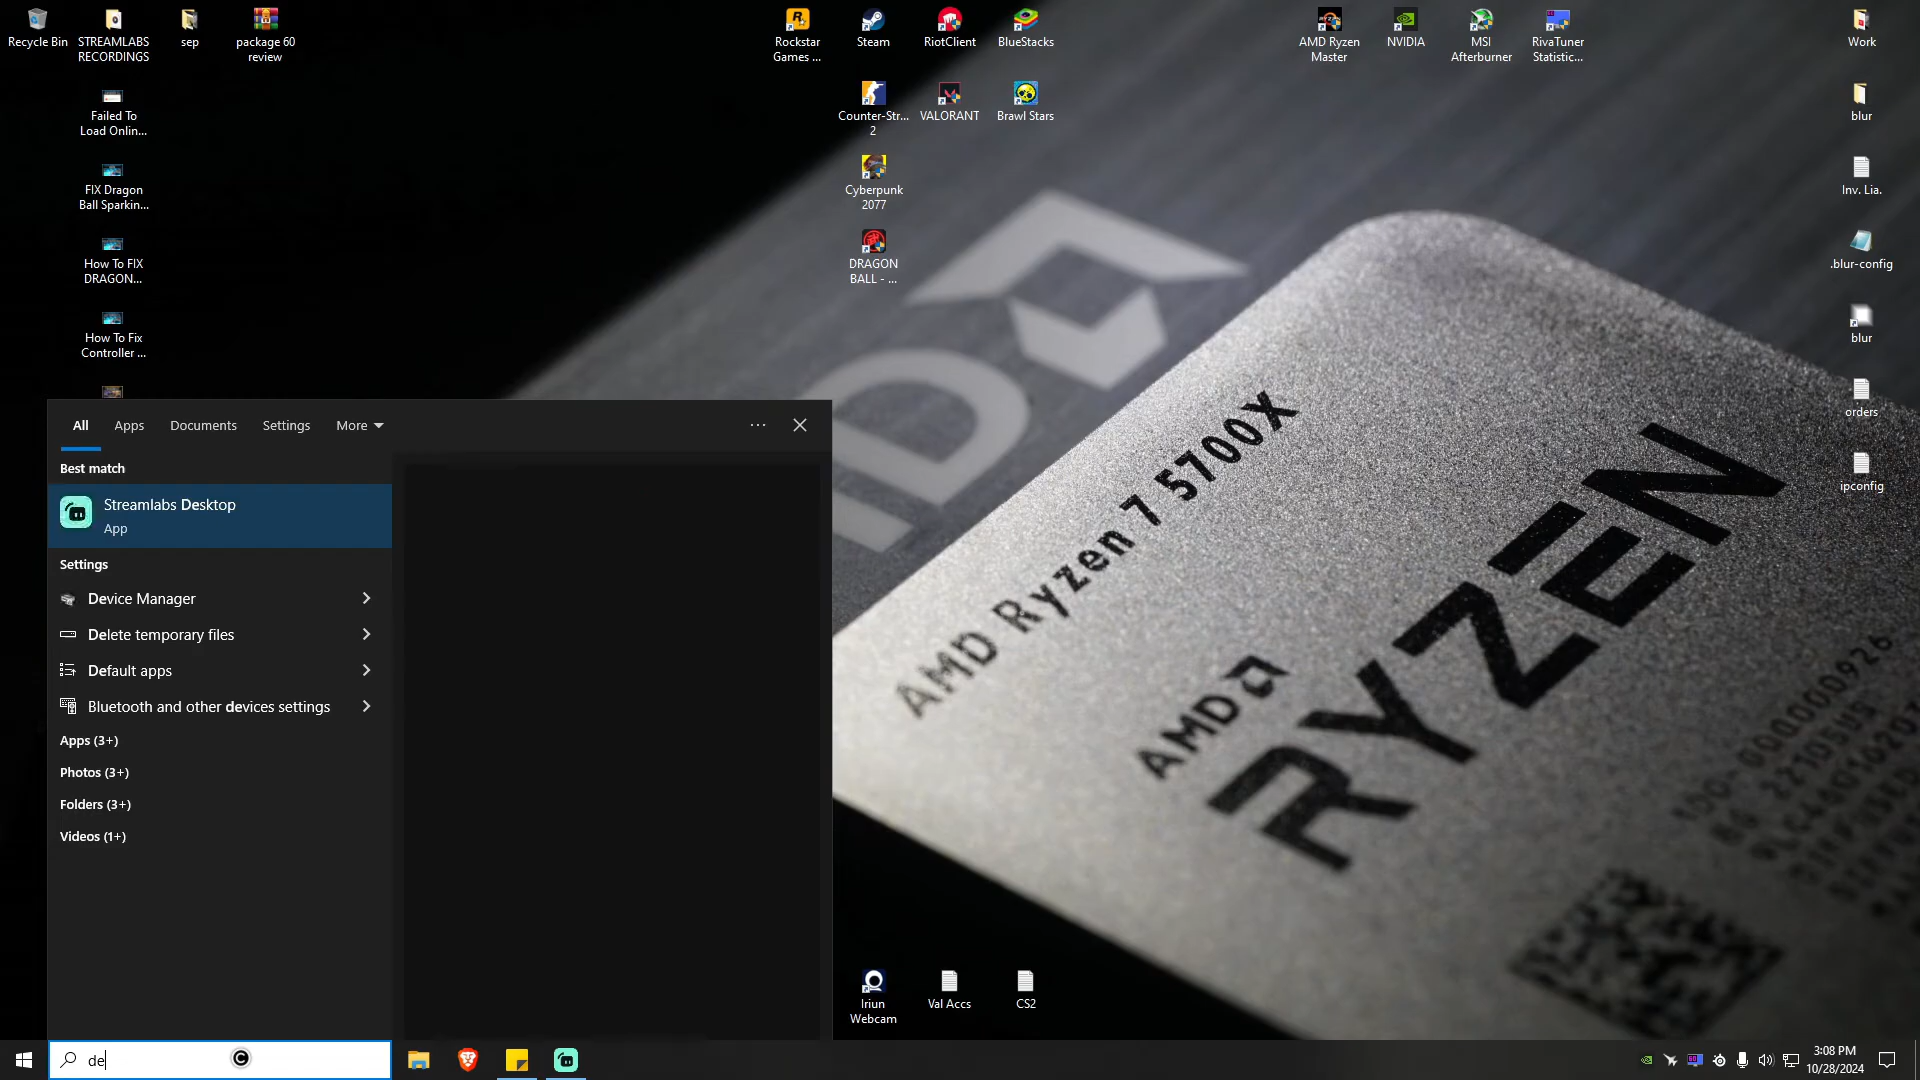 Recycle Bin
STREAMLABS
RECORDINGS
sep
package 60
review
Rockstar
Games ...
Steam
RiotClient
BlueStacks
AMD Ryzen
Master
NVIDIA
MSI
Afterburner
RivaTuner
Statistic...
Work
Failed To
Load Onlin...
Counter-Str...
2
VALORANT
Brawl Stars
blur
FIX Dragon
Ball Sparkin...
Cyberpunk
2077
Inv. Lia.
How To FIX
DRAGON...
DRAGON
BALL - ...
.blur-config
How To Fix
Controller ...
blur
orders
ipconfig
All
Apps
Documents
Settings
More
Best match
Streamlabs Desktop
App
Settings
Device Manager
Delete temporary files
Default apps
Bluetooth and other devices settings
Apps (3+)
Photos (3+)
Folders (3+)
Videos (1+)
AMD Ryzen 7 5700X
AMD
RYZEN
Iriun
Webcam
Val Accs
CS2
de
3:08 PM
10/28/2024